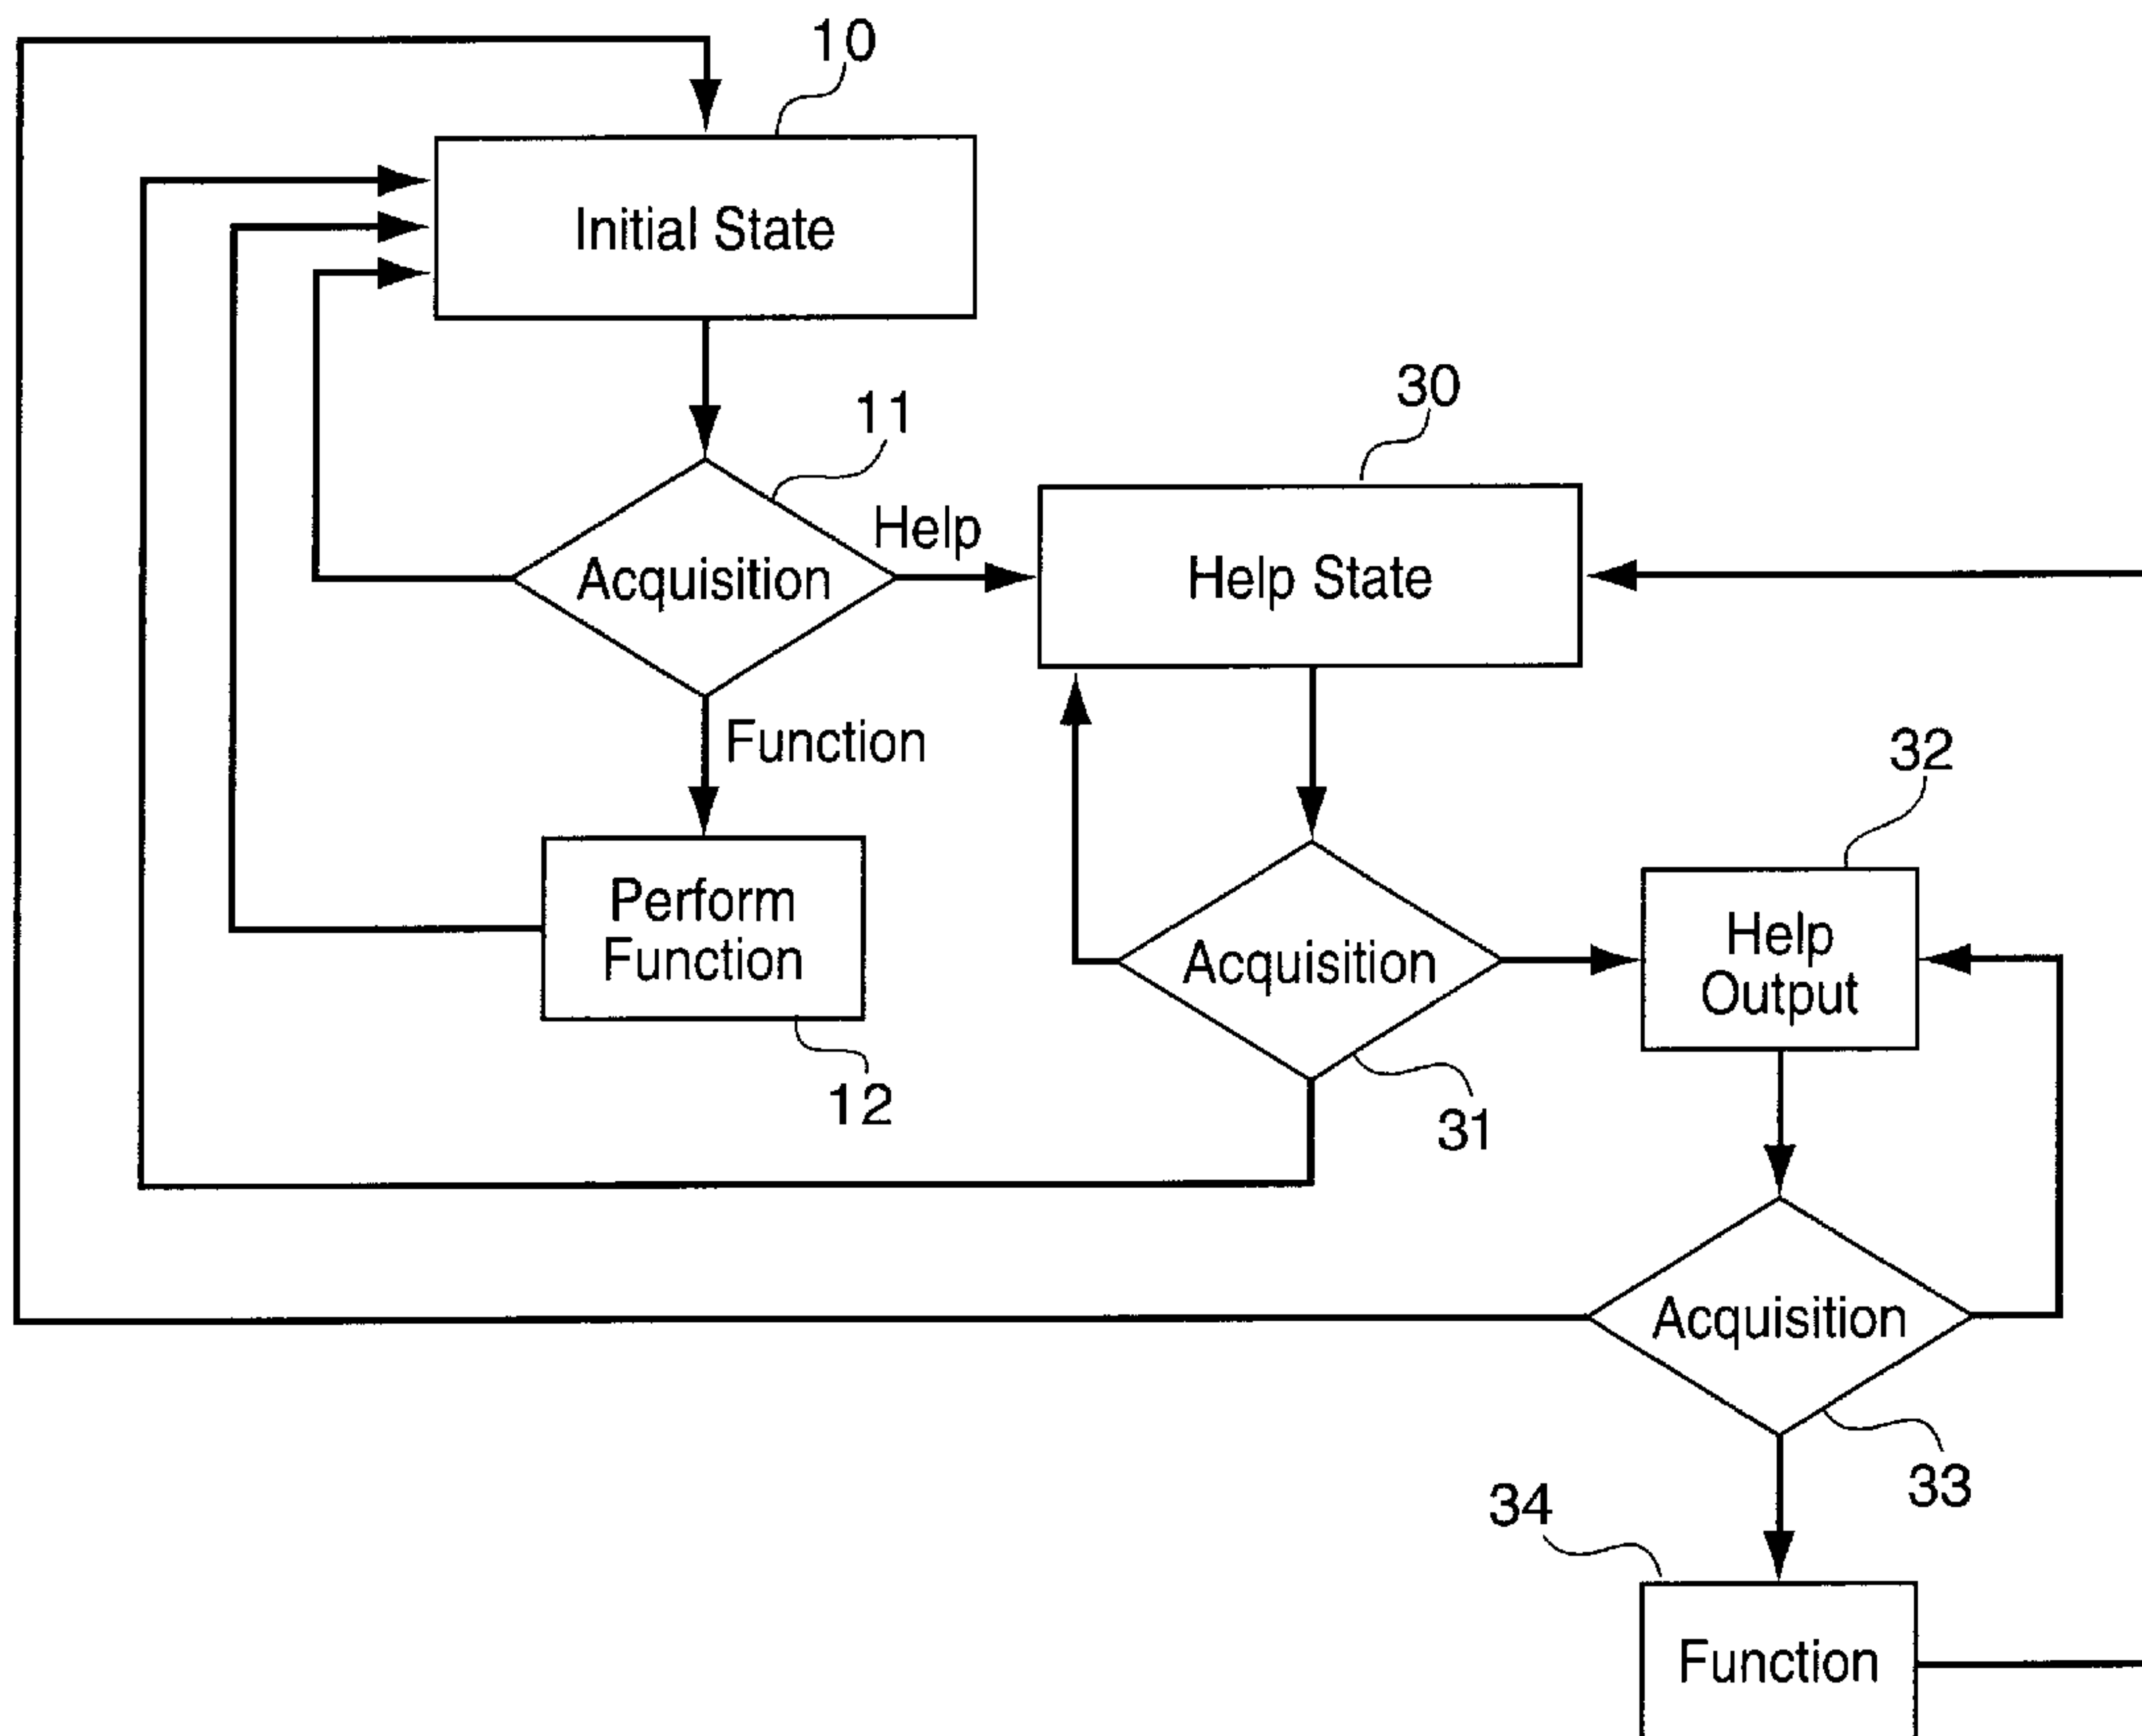 10
Initial State
11
30
Help
Acquisition
Help State
Function
32
Perform
Function
Help
Output
Acquisition
12
31
Acquisition
33
34
Function